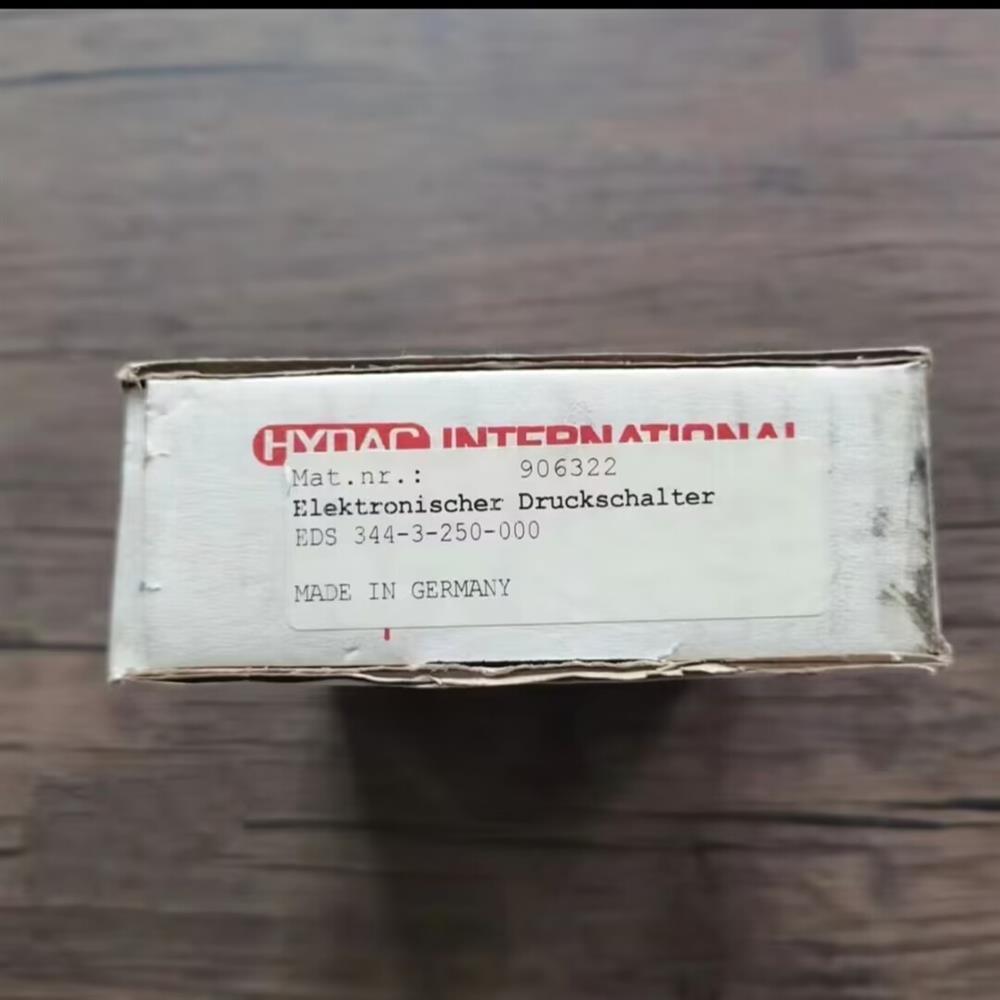 HYDAC INTERNATIONAL
Mat.nr.: 906322
Elektronischer Druckschalter
EDS 344-3-250-000
MADE IN GERMANY